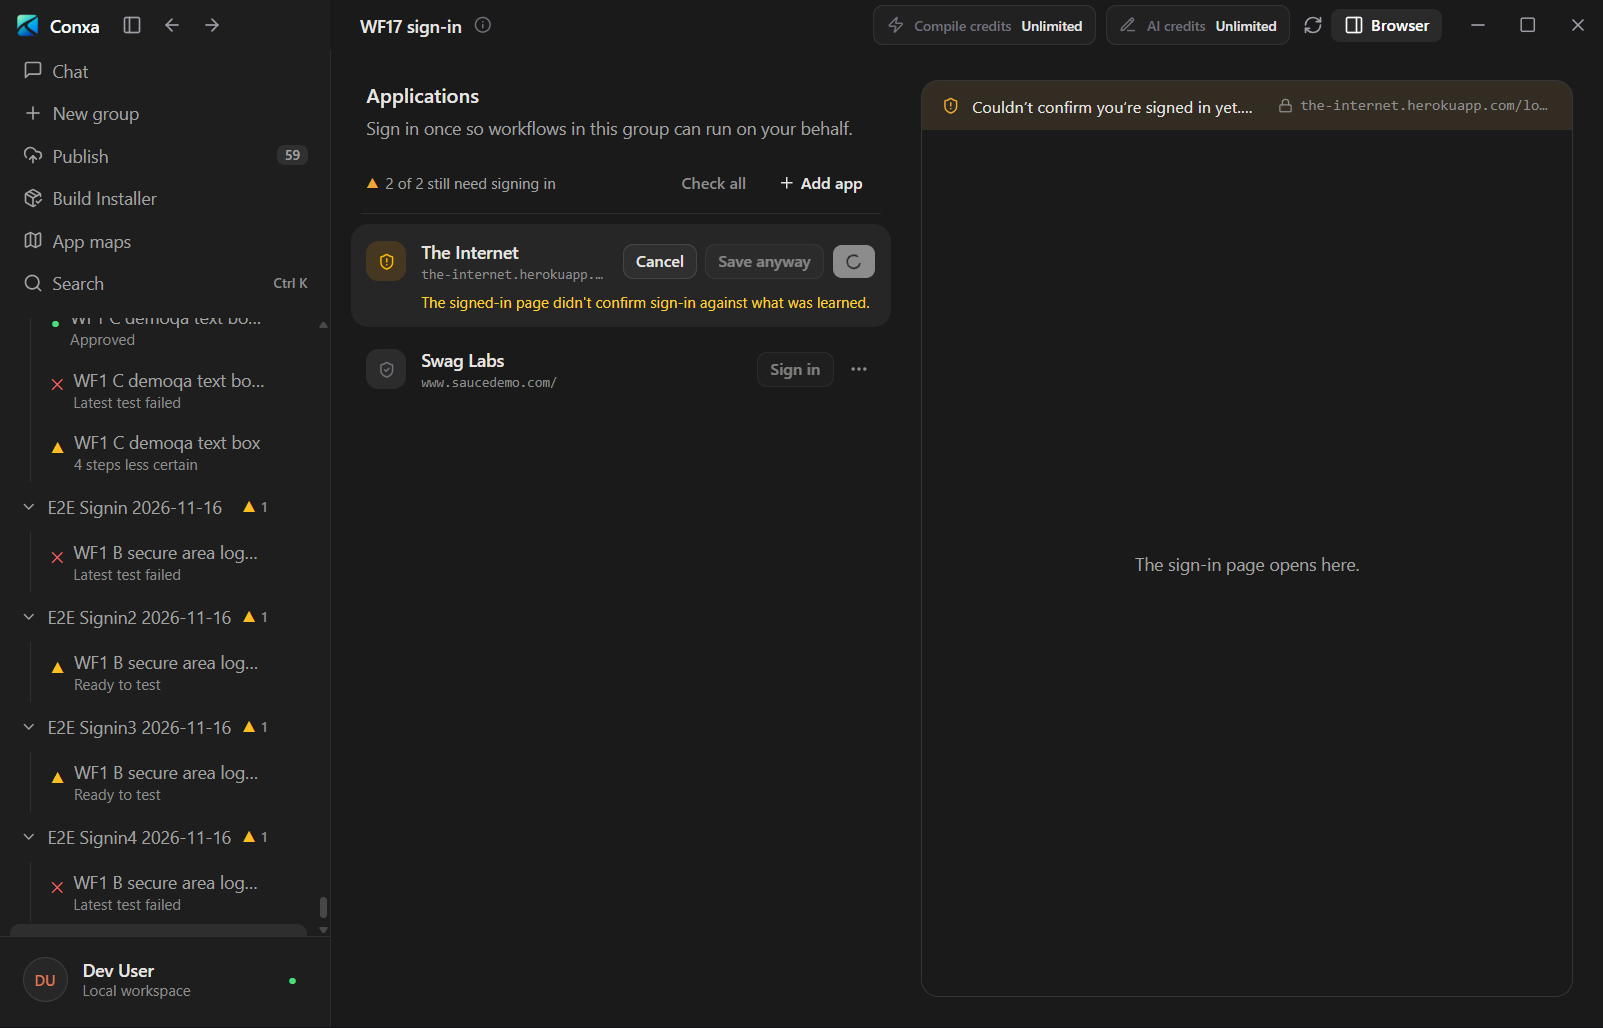 Conxa
WF17 sign-in
Compile credits Unlimited
AI credits Unlimited
Browser
Chat
New group
Publish 59
Build Installer
App maps
Search Ctrl K
WF1 C demoqa text bo...
Approved
WF1 C demoqa text bo...
Latest test failed
WF1 C demoqa text box
4 steps less certain
E2E Signin 2026-11-16 1
WF1 B secure area log...
Latest test failed
E2E Signin2 2026-11-16 1
WF1 B secure area log...
Ready to test
E2E Signin3 2026-11-16 1
WF1 B secure area log...
Ready to test
E2E Signin4 2026-11-16 1
WF1 B secure area log...
Latest test failed
DU
Dev User
Local workspace
Applications
Sign in once so workflows in this group can run on your behalf.
2 of 2 still need signing in
Check all
Add app
The Internet
the-internet.herokuapp.…
Cancel
Save anyway
The signed-in page didn't confirm sign-in against what was learned.
Swag Labs
www.saucedemo.com/
Sign in
Couldn’t confirm you’re signed in yet....
the-internet.herokuapp.com/lo…
The sign-in page opens here.